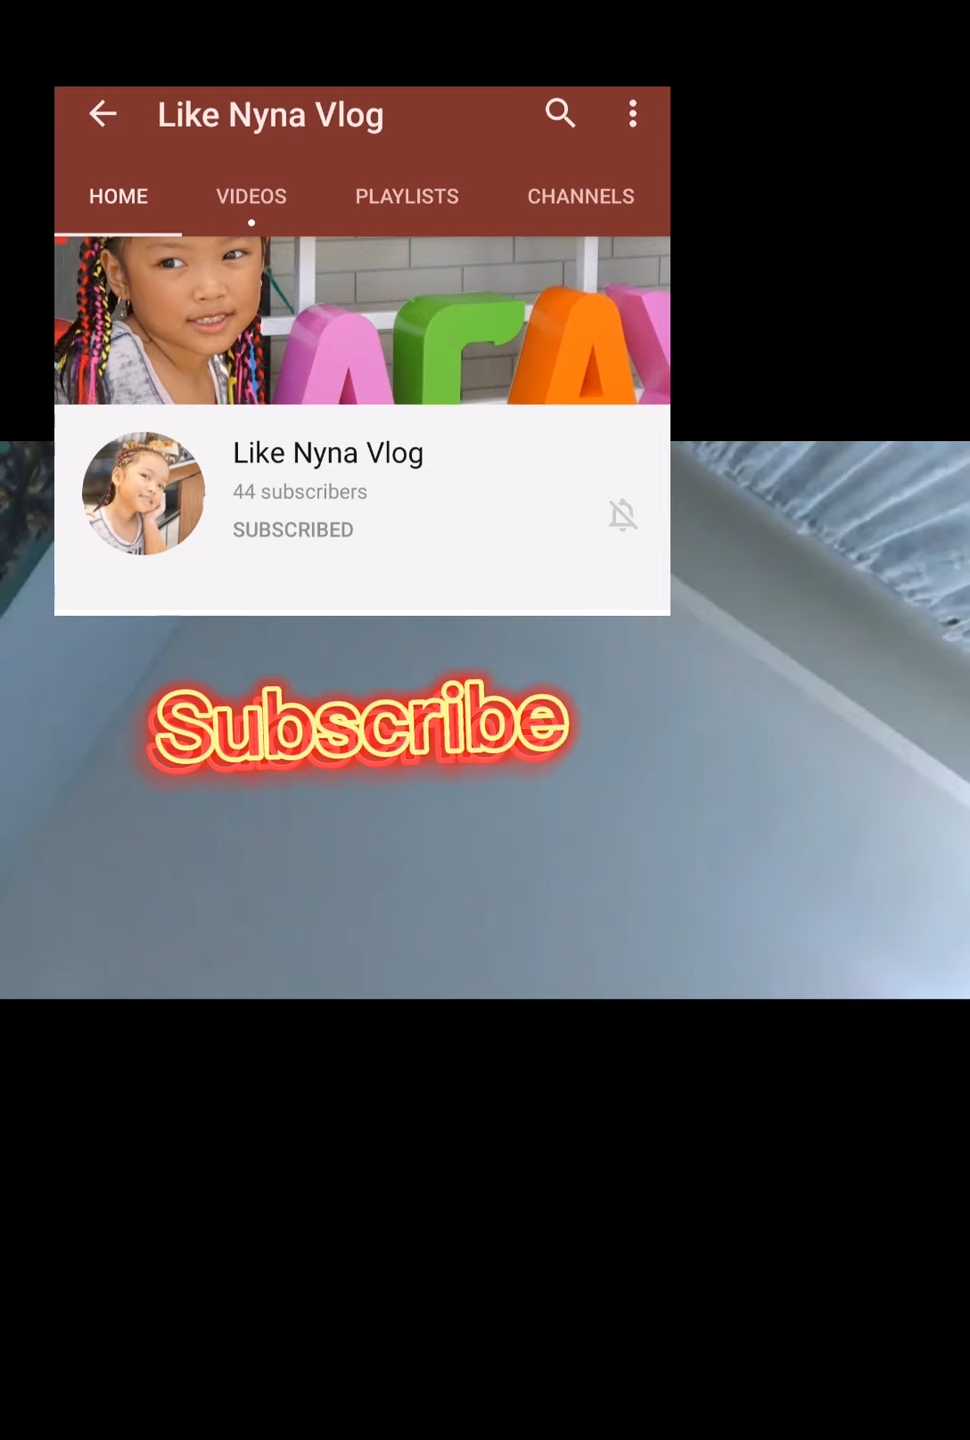 Like Nyna Vlog
HOME VIDEOS PLAYLISTS CHANNELS
Like Nyna Vlog
44 subscribers
SUBSCRIBED
Subscribe